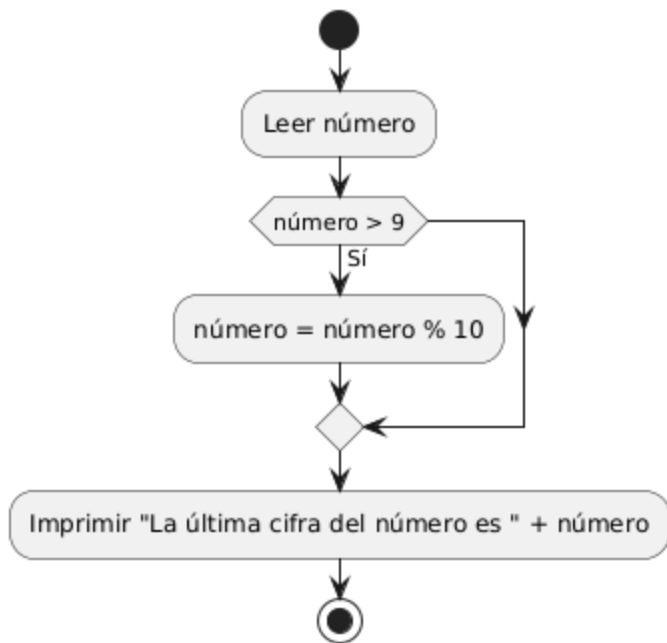 Leer número
número > 9
Sí
número = número % 10
Imprimir "La última cifra del número es " + número